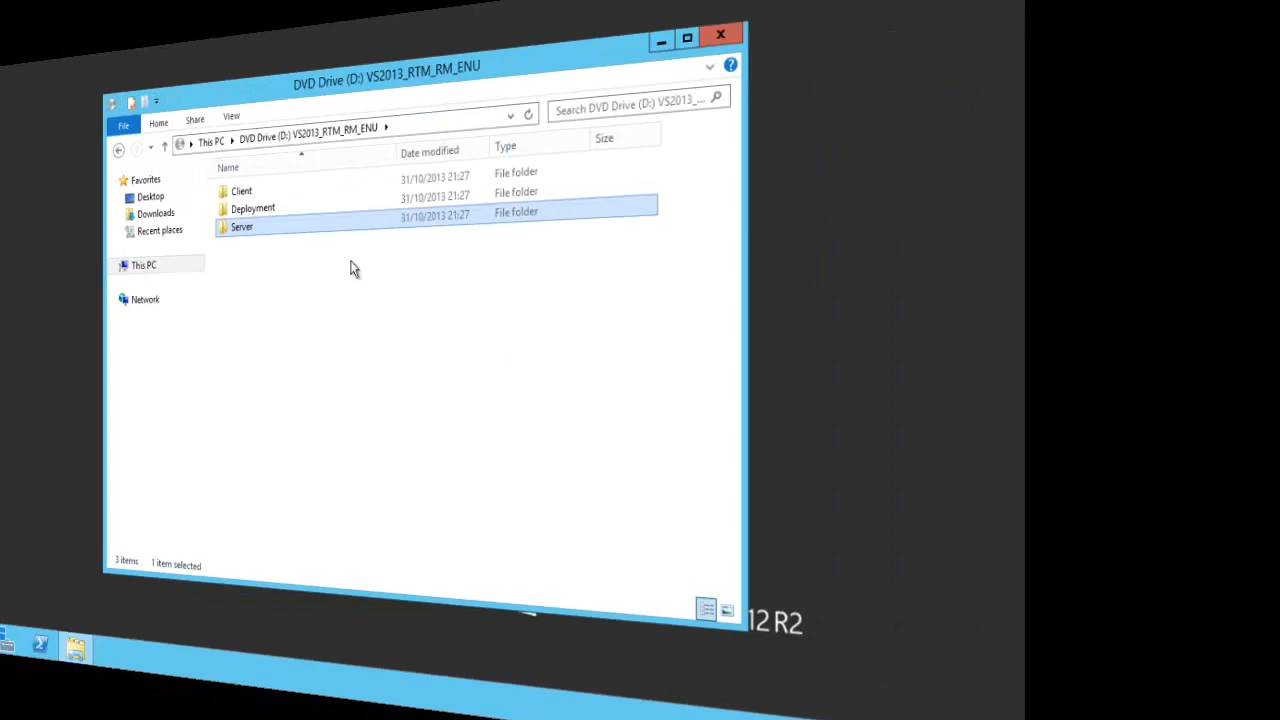 DVD Drive (D:) VS2013_RTM_RM_ENU
File Home Share View
This PC DVD Drive (D:) VS2013_RTM_RM_ENU
Search DVD Drive (D:) VS2013_...
Name Date modified Type Size
Client 31/10/2013 21:27 File folder
Deployment 31/10/2013 21:27 File folder
Server 31/10/2013 21:27 File folder
Favorites
Desktop
Downloads
Recent places
This PC
Network
3 items 1 item selected
12 R2